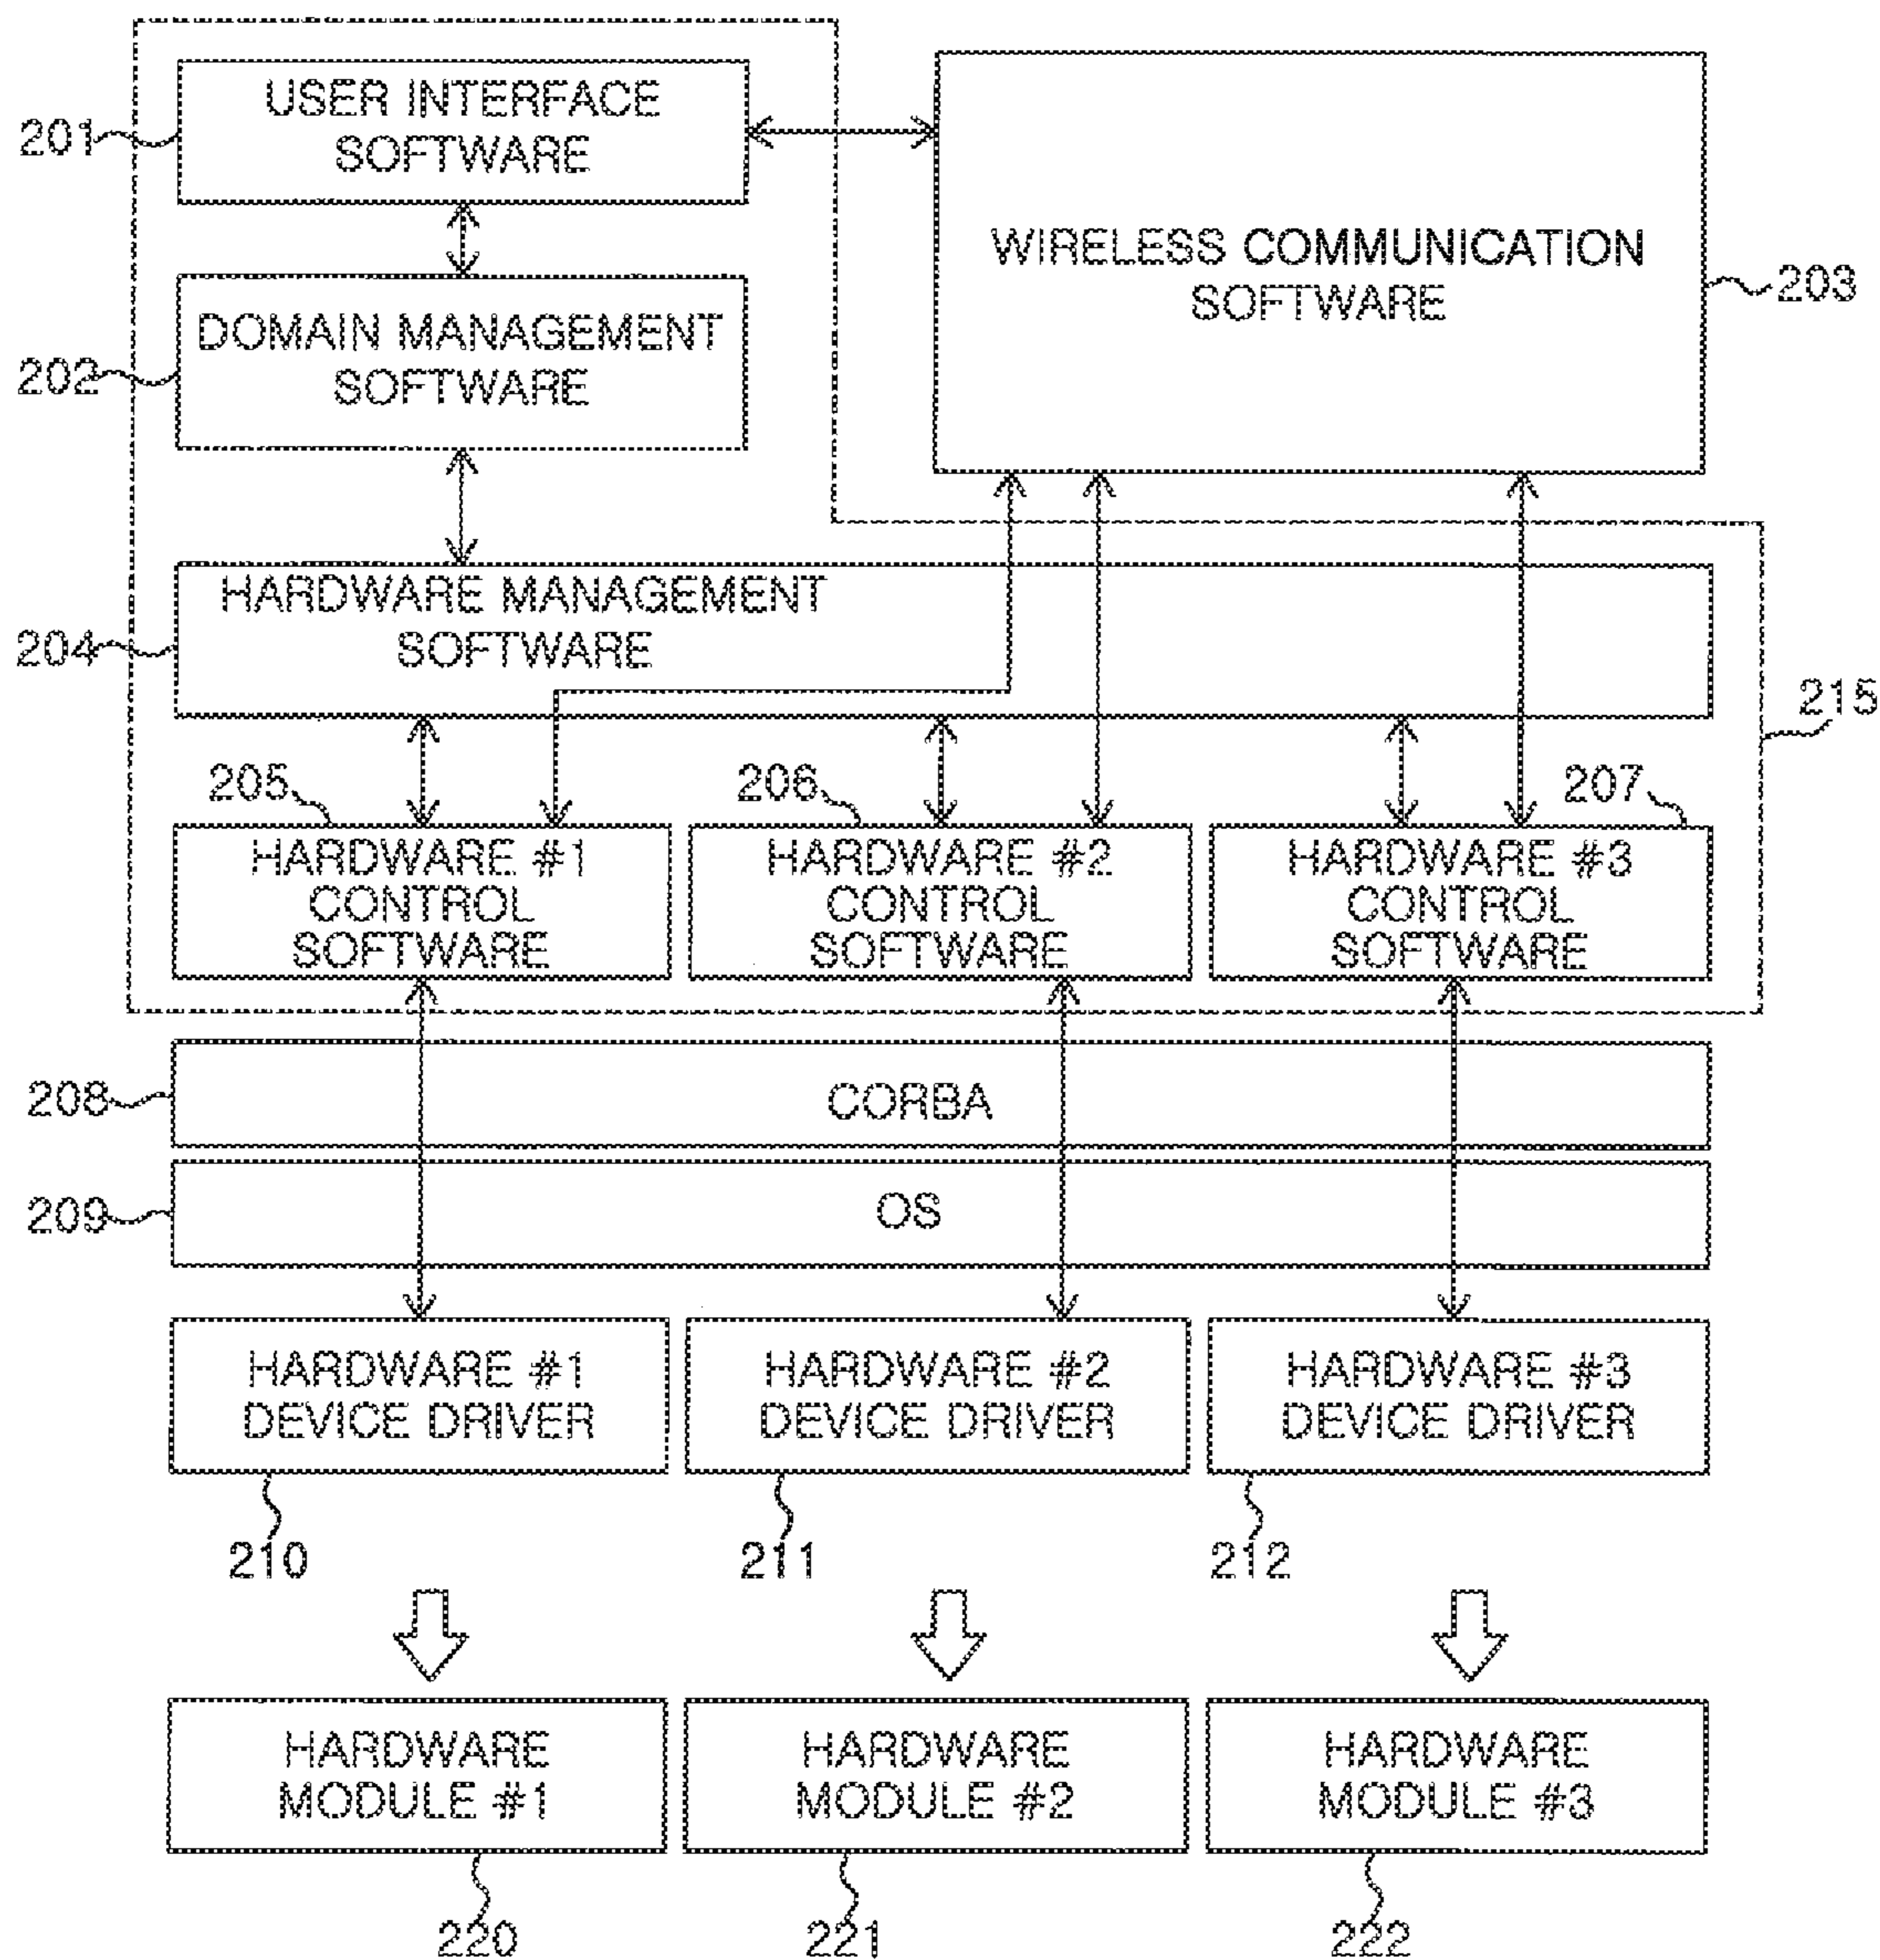 USER INTERFACE
SOFTWARE
201
WIRELESS COMMUNICATION
SOFTWARE
203
DOMAIN MANAGEMENT
SOFTWARE
202
HARDWARE MANAGEMENT
SOFTWARE
204
215
205
206
207
HARDWARE #1
CONTROL
SOFTWARE
HARDWARE #2
CONTROL
SOFTWARE
HARDWARE #3
CONTROL
SOFTWARE
208
CORBA
209
OS
HARDWARE #1
DEVICE DRIVER
HARDWARE #2
DEVICE DRIVER
HARDWARE #3
DEVICE DRIVER
210
211
212
HARDWARE
MODULE #1
HARDWARE
MODULE #2
HARDWARE
MODULE #3
220
221
222